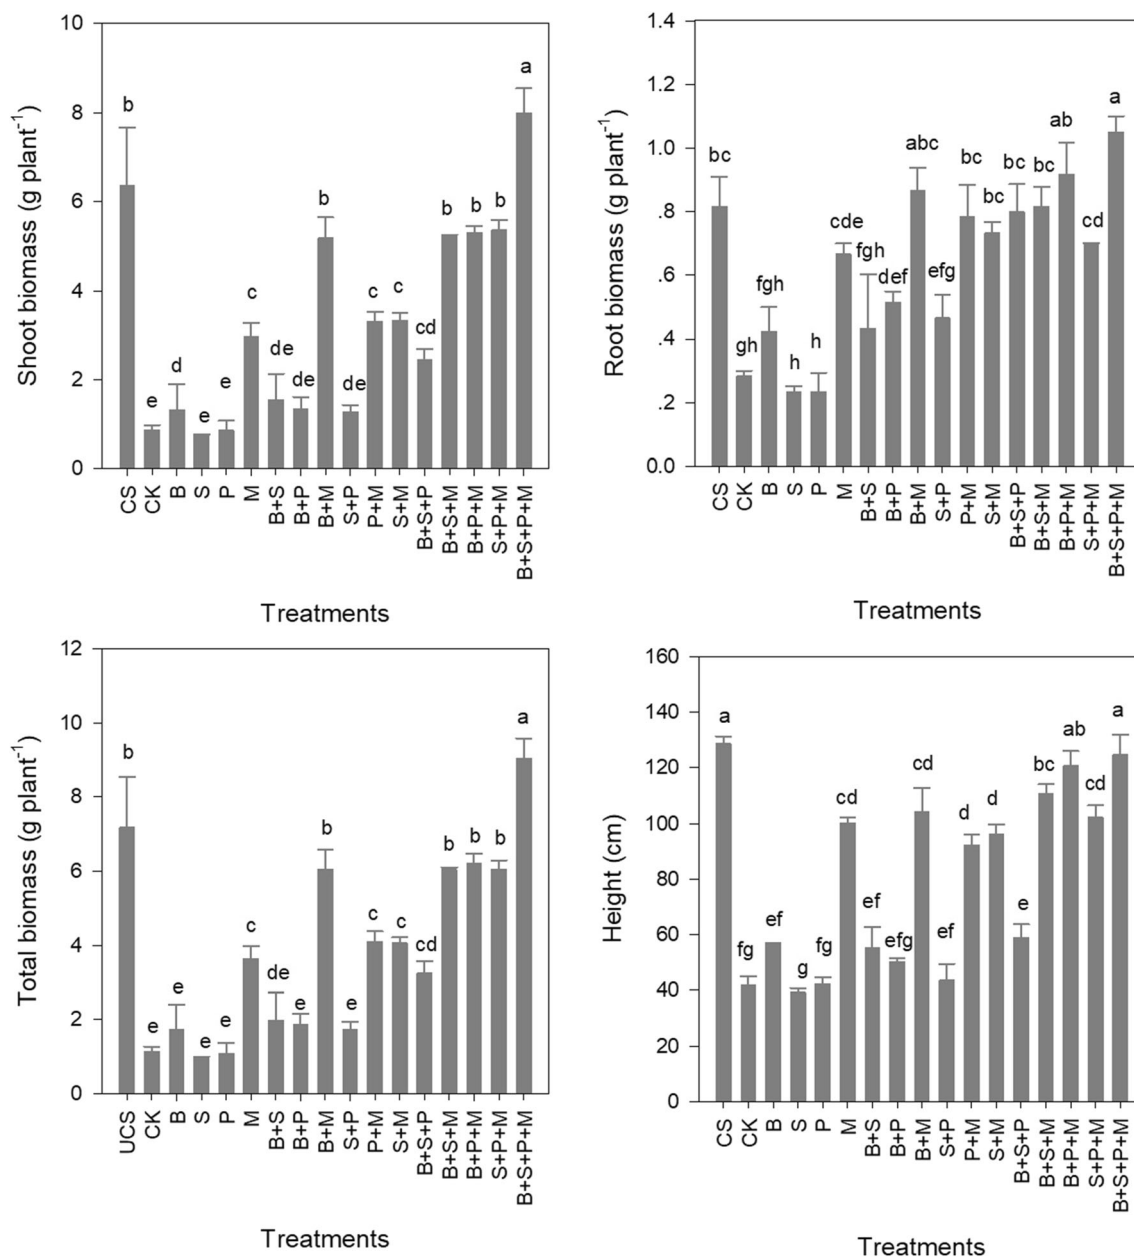 Shoot biomass (g plant-1)
10
8
6
4
2
0
b
e
d
e
e
c
de
de
b
de
c
c
cd
b
b
b
a
CS
CK
B
S
P
M
B+S
B+P
B+M
S+P
P+M
S+M
B+S+P
B+S+M
B+P+M
S+P+M
B+S+P+M
Treatments
Root biomass (g plant-1)
1.4
1.2
1.0
.8
.6
.4
.2
0.0
bc
gh
fgh
h
h
cde
fgh
def
abc
efg
bc
bc
bc
bc
ab
cd
a
CS
CK
B
S
P
M
B+S
B+P
B+M
S+P
P+M
S+M
B+S+P
B+S+M
B+P+M
S+P+M
B+S+P+M
Treatments
Total biomass (g plant-1)
12
10
8
6
4
2
0
b
e
e
e
e
c
de
e
b
e
c
c
cd
b
b
b
a
UCS
CK
B
S
P
M
B+S
B+P
B+M
S+P
P+M
S+M
B+S+P
B+S+M
B+P+M
S+P+M
B+S+P+M
Treatments
Height (cm)
160
140
120
100
80
60
40
20
0
a
fg
ef
g
fg
cd
ef
efg
cd
ef
d
d
e
bc
ab
cd
a
CS
CK
B
S
P
M
B+S
B+P
B+M
S+P
P+M
S+M
B+S+P
B+S+M
B+P+M
S+P+M
B+S+P+M
Treatments